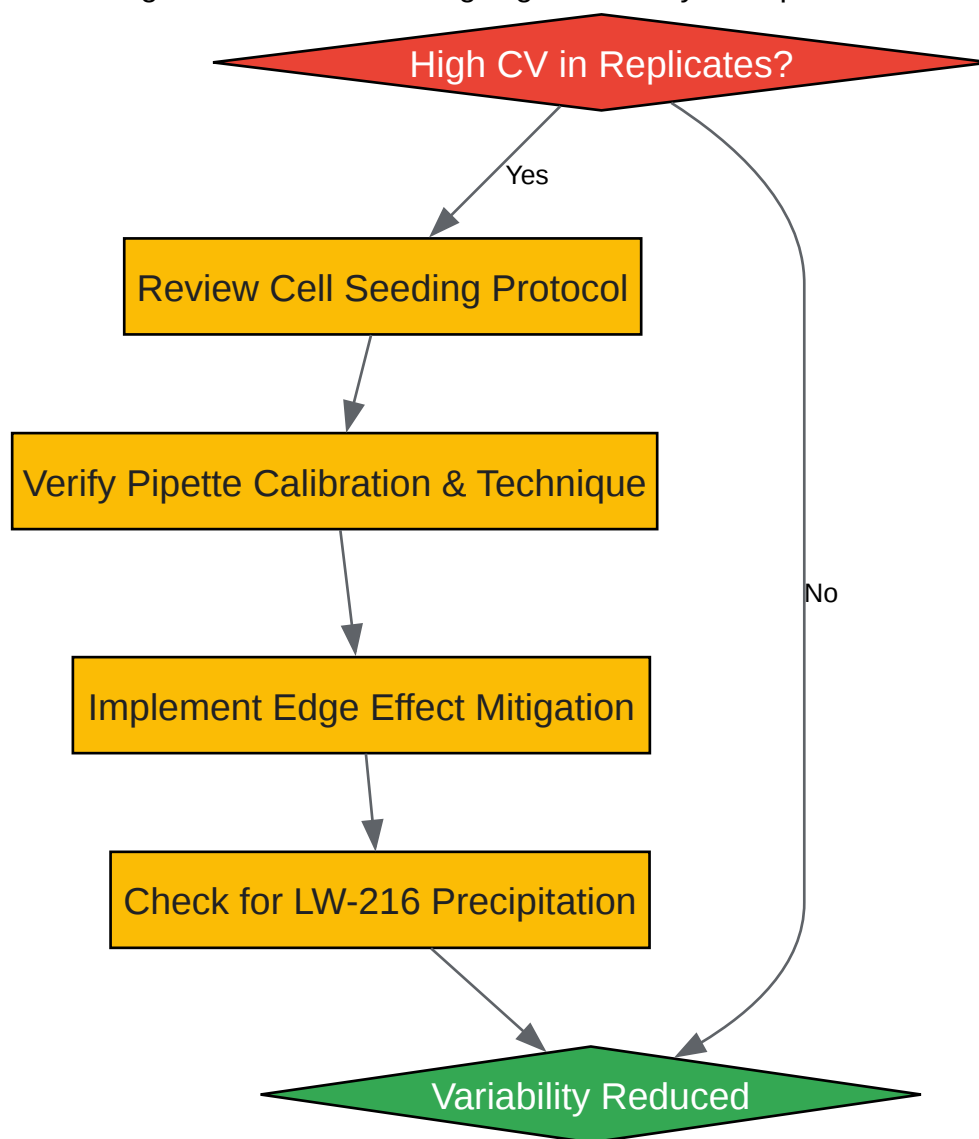 High CV in Replicates?
Yes
Review Cell Seeding Protocol
Verify Pipette Calibration & Technique
No
Implement Edge Effect Mitigation
Check for LW-216 Precipitation
Variability Reduced